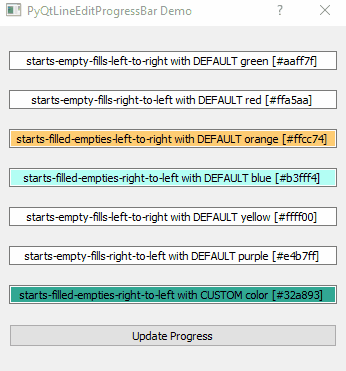 PyQtLineEditProgressBar Demo
starts-empty-fills-left-to-right with DEFAULT green [#aaff7f]
starts-empty-fills-right-to-left with DEFAULT red [#ffa5aa]
starts-filled-empties-left-to-right with DEFAULT orange [#ffcc74]
starts-filled-empties-right-to-left with DEFAULT blue [#b3fff4]
starts-empty-fills-left-to-right with DEFAULT yellow [#ffff00]
starts-empty-fills-right-to-left with DEFAULT purple [#e4b7ff]
starts-filled-empties-right-to-left with CUSTOM color [#32a893]
Update Progress